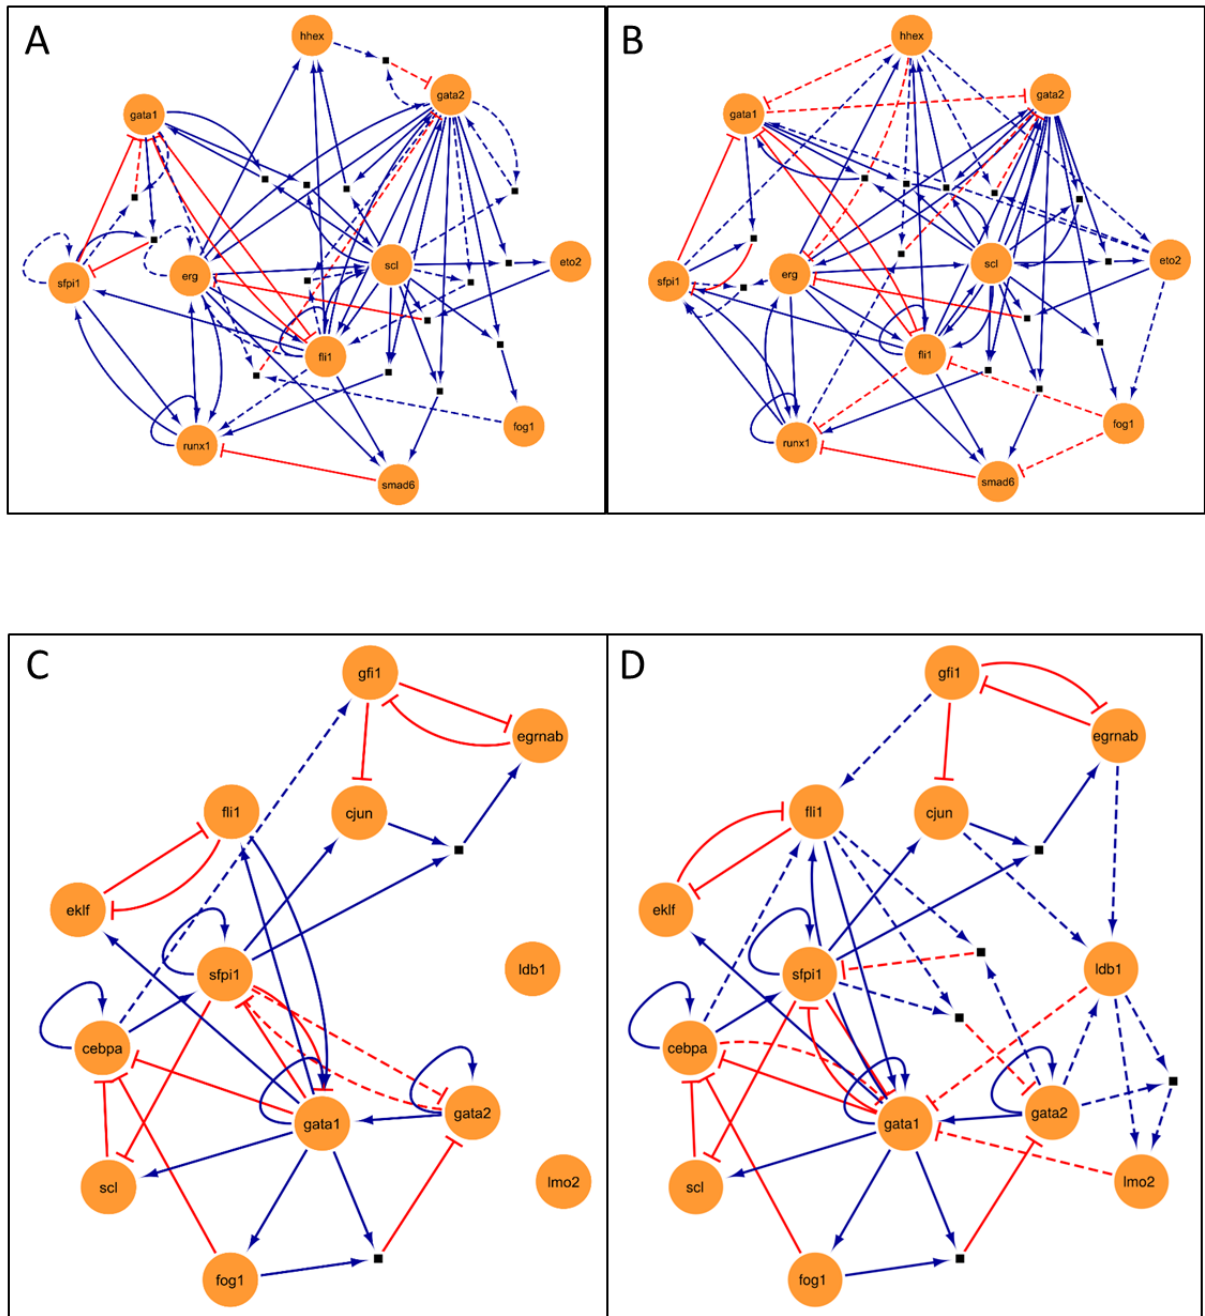 A
hhex
gata2
gata1
scl
eto2
sfpi1
erg
fli1
fog1
runx1
smad6
B
hhex
gata2
gata1
scl
eto2
sfpi1
erg
fli1
fog1
runx1
smad6
C
gfi1
egrnab
fli1
cjun
eklf
sfpi1
ldb1
cebpa
gata1
gata2
scl
lmo2
fog1
D
gfi1
egrnab
fli1
cjun
eklf
sfpi1
ldb1
cebpa
gata1
gata2
scl
lmo2
fog1